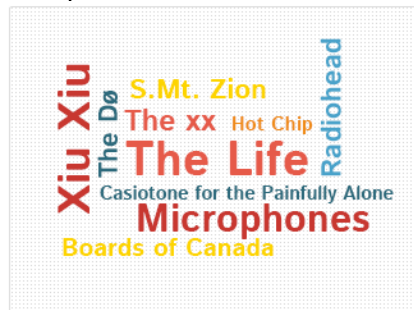 Xiu Xiu
The Dø
S.Mt. Zion
The xx
Hot Chip
Radiohead
The Life
Casiotone for the Painfully Alone
Microphones
Boards of Canada